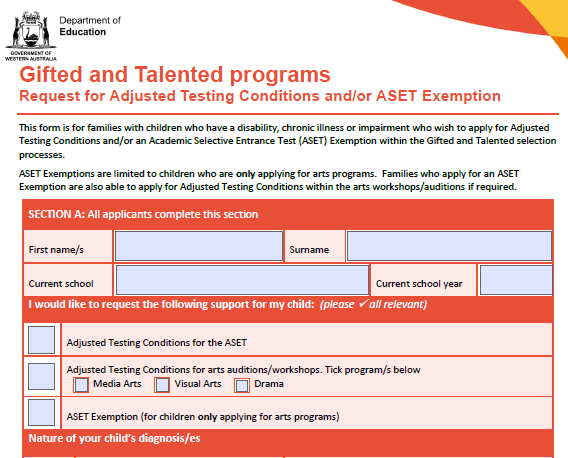 Department of
Education
GOVERNMENT OF
WESTERN AUSTRALIA
Gifted and Talented programs
Request for Adjusted Testing Conditions and/or ASET Exemption
This form is for families with children who have a disability, chronic illness or impairment who wish to apply for Adjusted
Testing Conditions and/or an Academic Selective Entrance Test (ASET) Exemption within the Gifted and Talented selection
processes.
ASET Exemptions are limited to children who are only applying for arts programs. Families who apply for an ASET
Exemption are also able to apply for Adjusted Testing Conditions within the arts workshops/auditions if required.
SECTION A: All applicants complete this section
First name/s Surname
Current school Current school year
I would like to request the following support for my child: (please ✓ all relevant)
Adjusted Testing Conditions for the ASET
Adjusted Testing Conditions for arts auditions/workshops. Tick program/s below
Media Arts Visual Arts Drama
ASET Exemption (for children only applying for arts programs)
Nature of your child's diagnosis/es